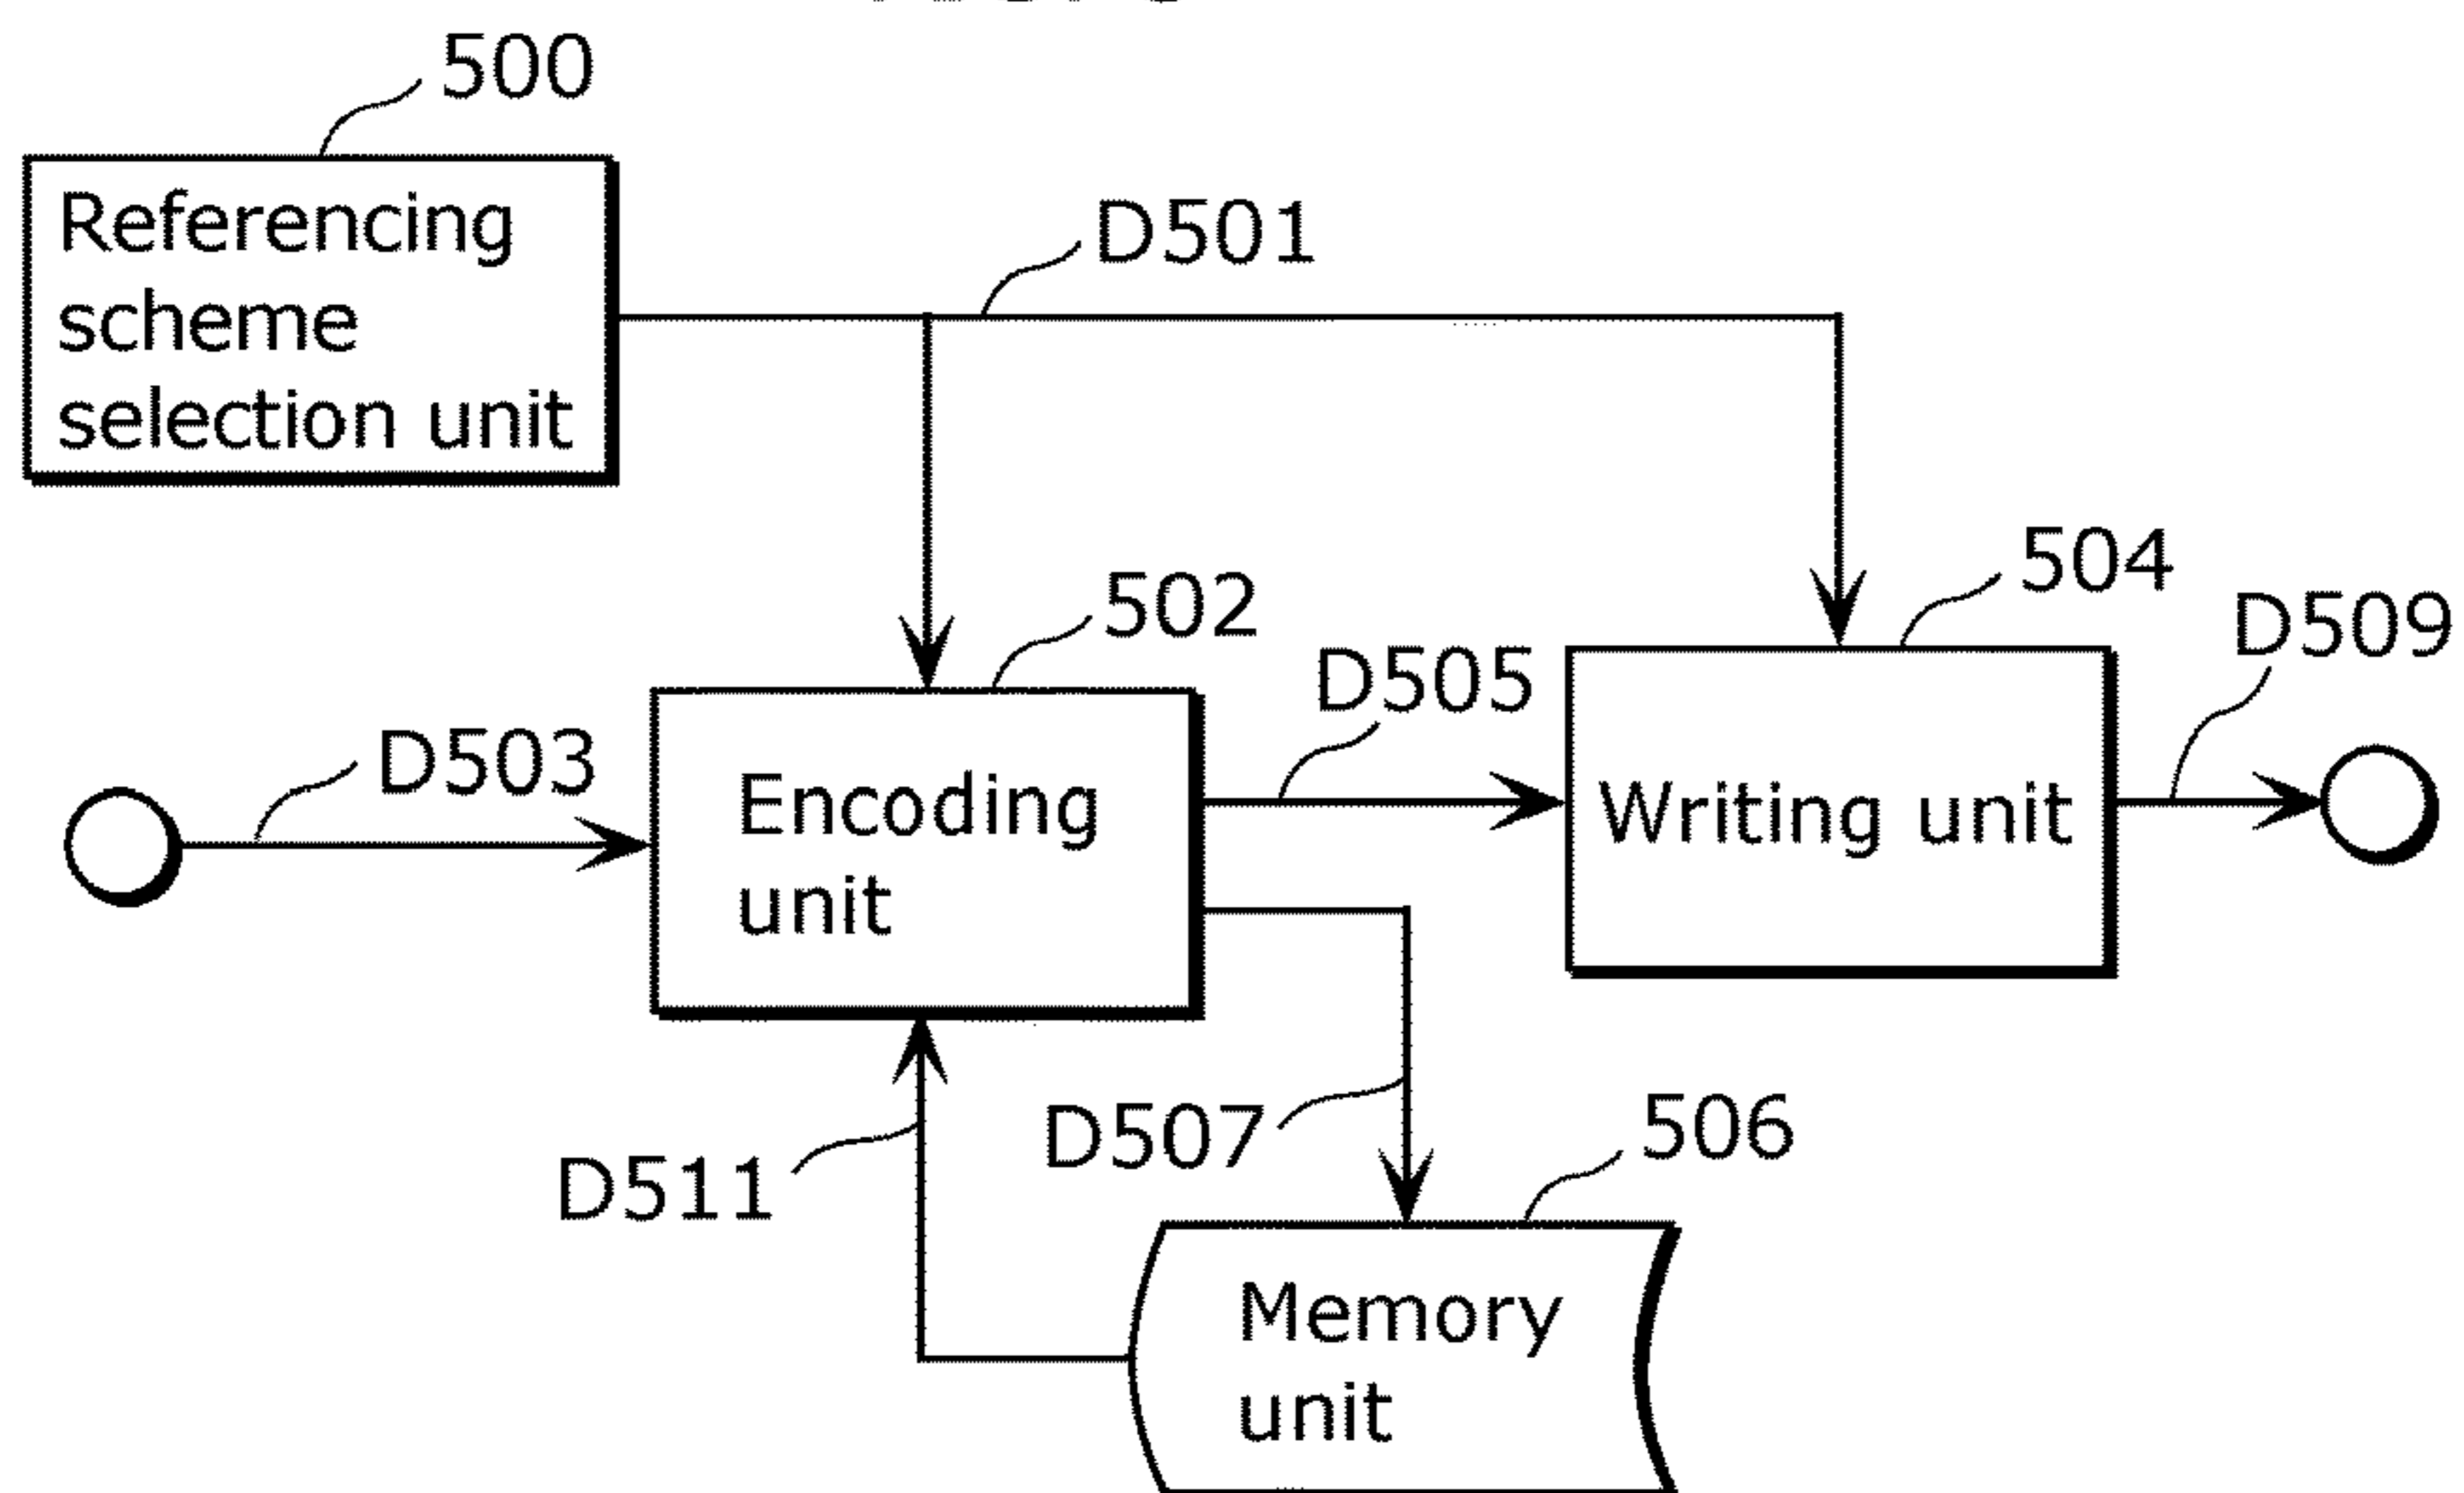 500
Referencing
scheme
selection unit
D501
502
504
D509
D503
D505
Encoding
unit
Writing unit
D511
D507
506
Memory
unit